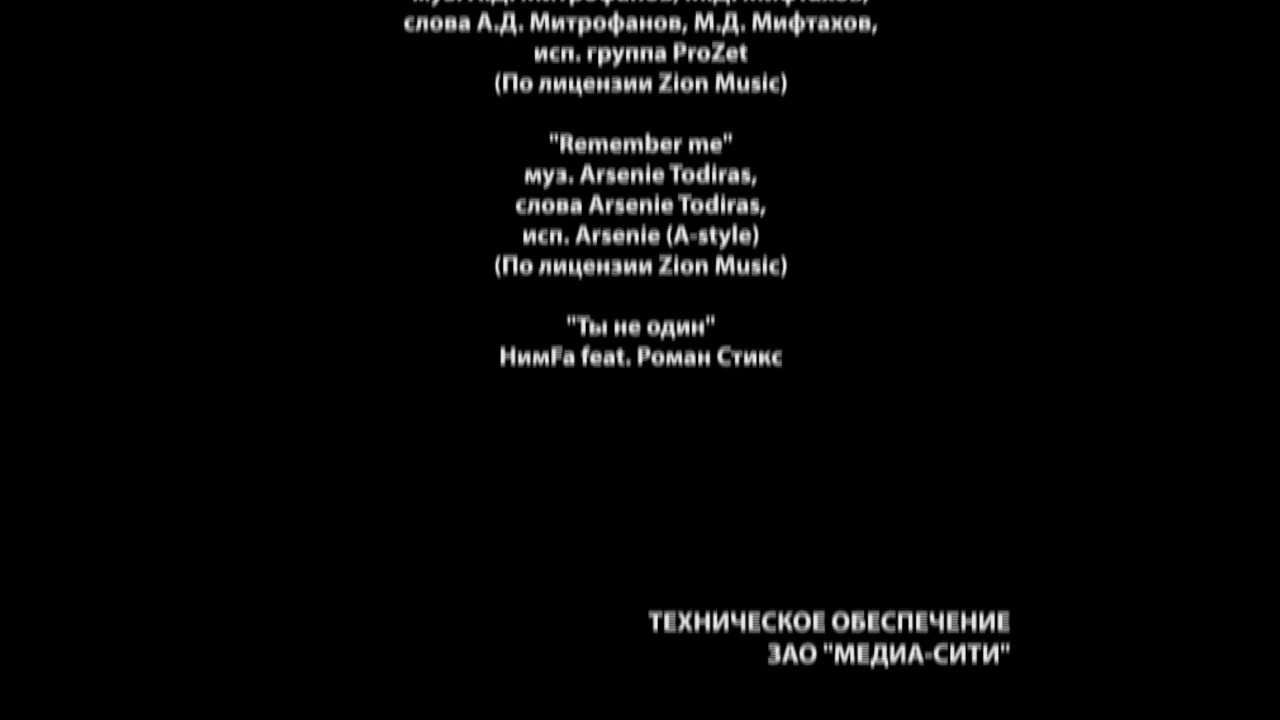 слова А.Д. Митрофанов, М.Д. Мифтахов,
исп. группа ProZet
(По лицензии Zion Music)
"Remember me"
муз. Arsenie Todiras,
слова Arsenie Todiras,
исп. Arsenie (A-style)
(По лицензии Zion Music)
"Ты не один"
НимFa feat. Роман Стикс
ТЕХНИЧЕСКОЕ ОБЕСПЕЧЕНИЕ
ЗАО "МЕДИА-СИТИ"